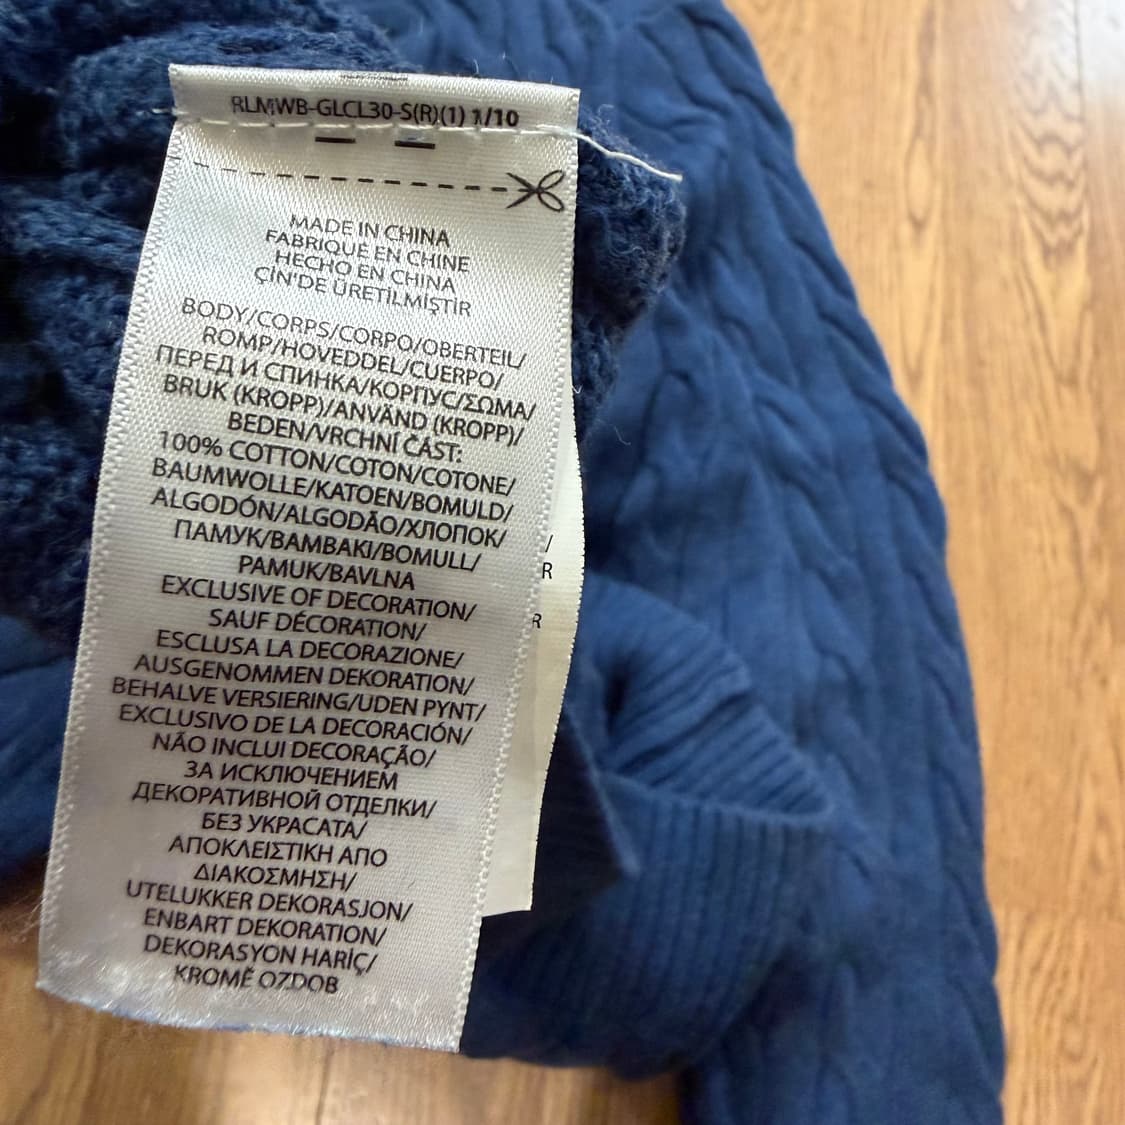 RLMWB-GLCL30-S(R)(1) 1/10
MADE IN CHINA
FABRIQUE EN CHINE
HECHO EN CHINA
ÇİN'DE ÜRETİLMİŞTİR
BODY/CORPS/CORPO/OBERTEIL/
ROMP/HOVEDDEL/CUERPO/
ПЕРЕД И СПИНКА/КОРПУС/ΣΩΜΑ/
BRUK (KROPP)/ANVÄND (KROPP)/
BEDEN/VRCHNÍ ČÁST:
100% COTTON/COTON/COTONE/
BAUMWOLLE/KATOEN/BOMULD/
ALGODÓN/ALGODÃO/ХЛОПОК/
ПАМУК/ΒΑΜΒΑΚΙ/BOMULL/
PAMUK/BAVLNA
EXCLUSIVE OF DECORATION/
SAUF DÉCORATION/
ESCLUSA LA DECORAZIONE/
AUSGENOMMEN DEKORATION/
BEHALVE VERSIERING/UDEN PYNT/
EXCLUSIVO DE LA DECORACIÓN/
NÃO INCLUI DECORAÇÃO/
ЗА ИСКЛЮЧЕНИЕМ
ДЕКОРАТИВНОЙ ОТДЕЛКИ/
БЕЗ УКРАСАТА/
ΑΠΟΚΛΕΙΣΤΙΚΗ ΑΠΟ
ΔΙΑΚΟΣΜΗΣΗ/
UTELUKKER DEKORASJON/
ENBART DEKORATION/
DEKORASYON HARİÇ/
KROMĚ OZDOB
/
R
R